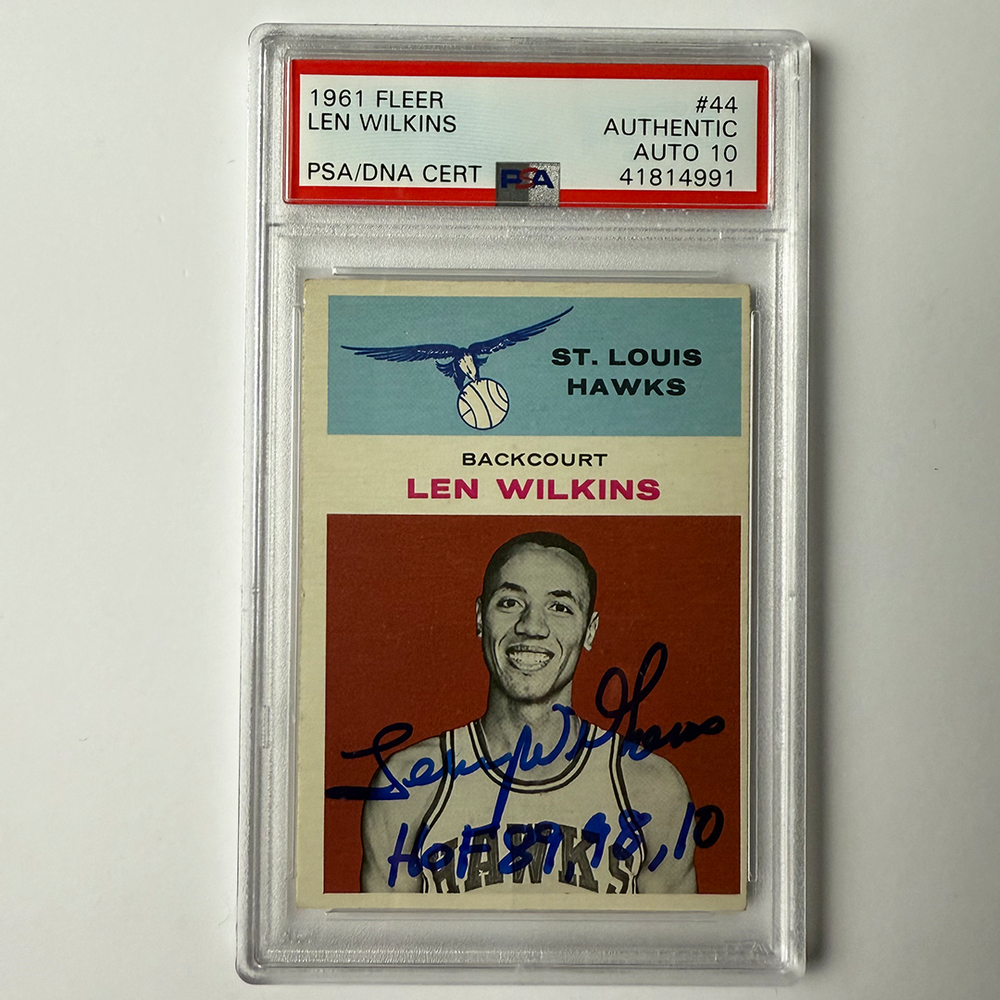 1961 FLEER #44
LEN WILKINS AUTHENTIC
AUTO 10
PSA/DNA CERT PSA 41814991
ST. LOUIS
HAWKS
BACKCOURT
LEN WILKINS
Lenny Wilkens
HOF 89, 98, 10
HAWKS